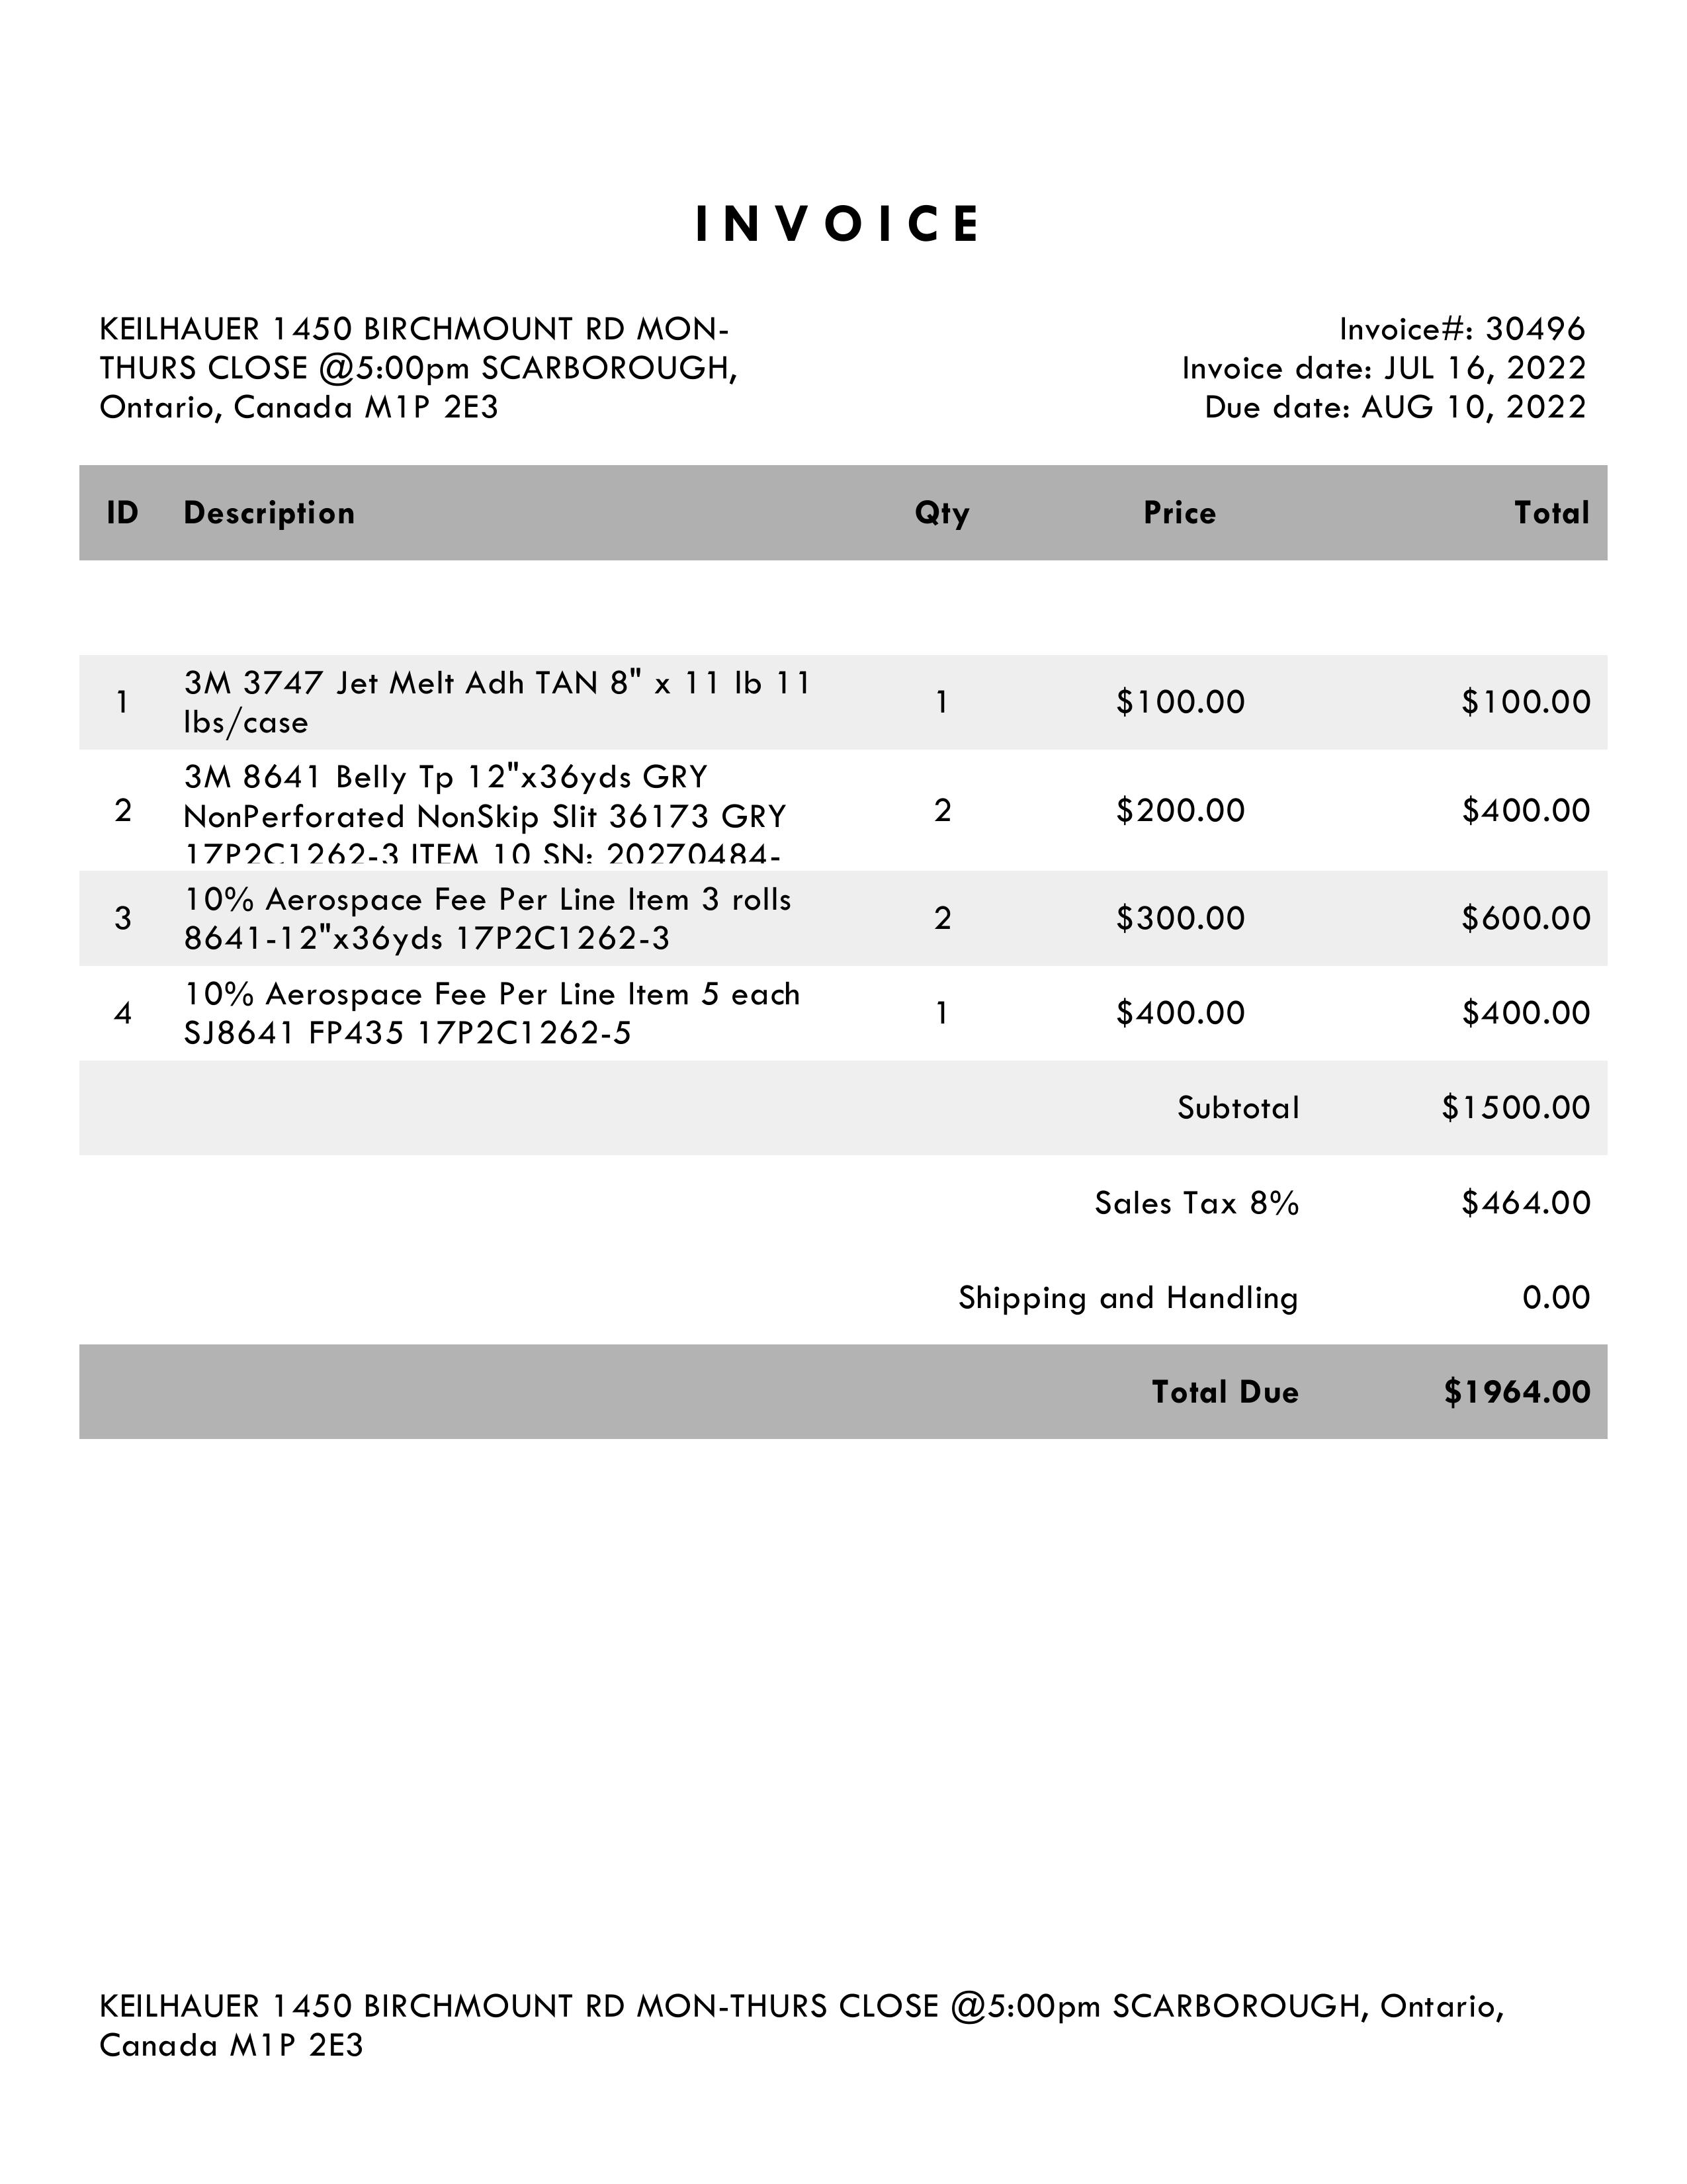 INVOICE
KEILHAUER 1450 BIRCHMOUNT RD MON-
THURS CLOSE @5:00pm SCARBOROUGH,
Ontario, Canada M1P 2E3
Invoice#: 30496
Invoice date: JUL 16, 2022
Due date: AUG 10, 2022
ID Description Qty Price Total
1 3M 3747 Jet Melt Adh TAN 8" x 11 lb 11
lbs/case 1 $100.00 $100.00
2 3M 8641 Belly Tp 12"x36yds GRY
NonPerforated NonSkip Slit 36173 GRY
17P2C1262-3 ITEM 10 SN: 20270484- 2 $200.00 $400.00
3 10% Aerospace Fee Per Line Item 3 rolls
8641-12"x36yds 17P2C1262-3 2 $300.00 $600.00
4 10% Aerospace Fee Per Line Item 5 each
SJ8641 FP435 17P2C1262-5 1 $400.00 $400.00
Subtotal $1500.00
Sales Tax 8% $464.00
Shipping and Handling 0.00
Total Due $1964.00
KEILHAUER 1450 BIRCHMOUNT RD MON-THURS CLOSE @5:00pm SCARBOROUGH, Ontario,
Canada M1P 2E3